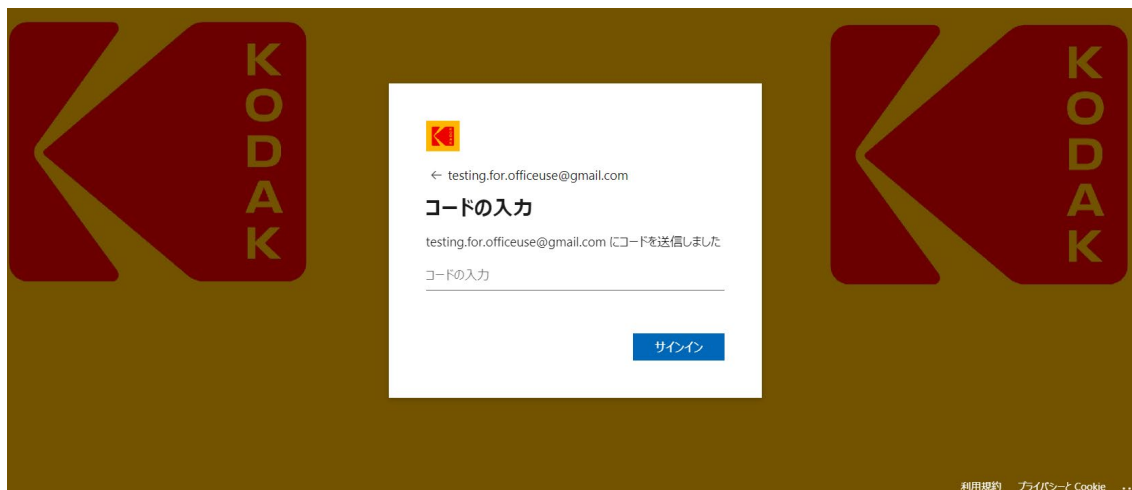 KODAK
KODAK
← testing.for.officeuse@gmail.com
コードの入力
testing.for.officeuse@gmail.com にコードを送信しました
コードの入力
サインイン
利用規約 プライバシーと Cookie ...